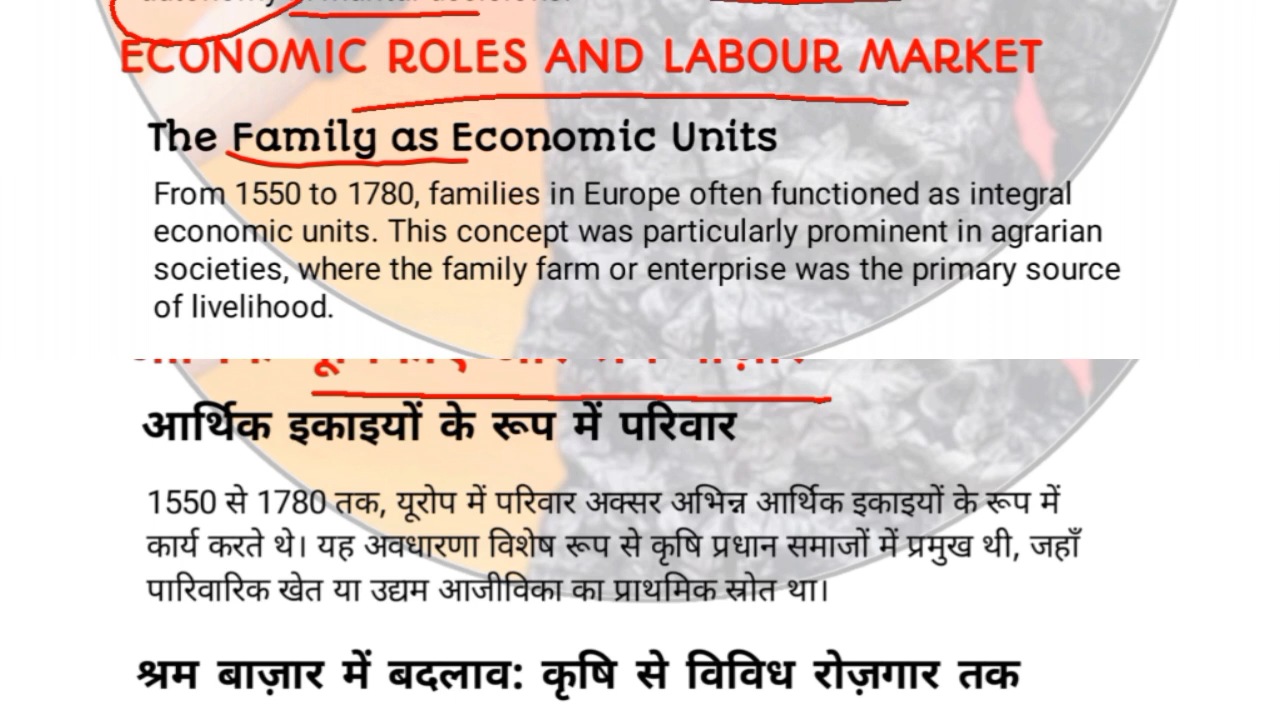 ECONOMIC ROLES AND LABOUR MARKET
The Family as Economic Units
From 1550 to 1780, families in Europe often functioned as integral
economic units. This concept was particularly prominent in agrarian
societies, where the family farm or enterprise was the primary source
of livelihood.
आर्थिक इकाइयों के रूप में परिवार
1550 से 1780 तक, यूरोप में परिवार अक्सर अभिन्न आर्थिक इकाइयों के रूप में
कार्य करते थे। यह अवधारणा विशेष रूप से कृषि प्रधान समाजों में प्रमुख थी, जहाँ
पारिवारिक खेत या उद्यम आजीविका का प्राथमिक स्रोत था।
श्रम बाज़ार में बदलाव: कृषि से विविध रोज़गार तक